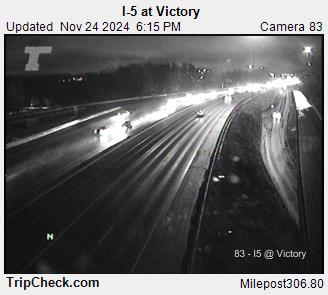 I-5 at Victory
Updated  Nov 24 2024  6:15 PM
Camera 83
T
N
83 - I5 @ Victory
TripCheck.com
Milepost306.80